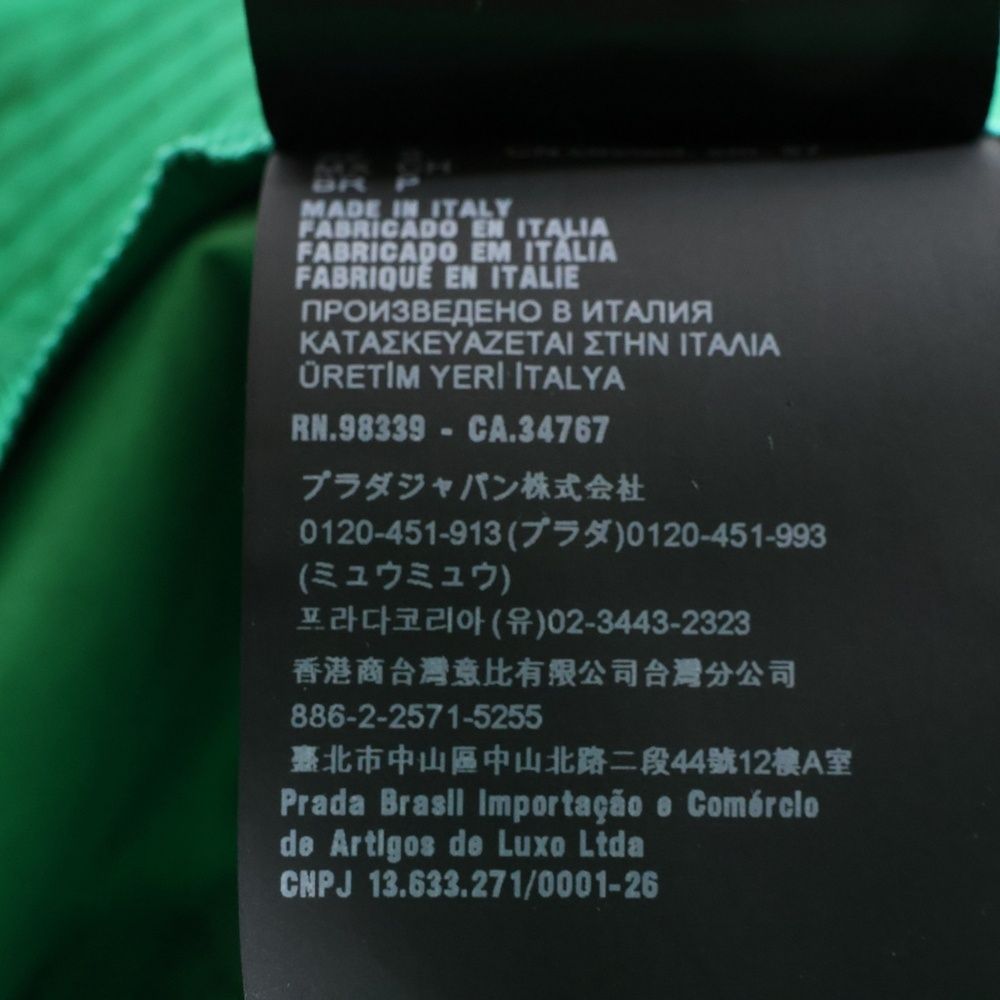 BR P
MADE IN ITALY
FABRICADO EN ITALIA
FABRICADO EM ITÁLIA
FABRIQUÉ EN ITALIE
ПРОИЗВЕДЕНО В ИТАЛИЯ
ΚΑΤΑΣΚΕΥΑΖΕΤΑΙ ΣΤΗΝ ΙΤΑΛΙΑ
ÜRETİM YERİ İTALYA
RN.98339 - CA.34767
プラダジャパン株式会社
0120-451-913(プラダ)0120-451-993
(ミュウミュウ)
프라다코리아(유)02-3443-2323
香港商台灣意比有限公司台灣分公司
886-2-2571-5255
臺北市中山區中山北路二段44號12樓A室
Prada Brasil Importação e Comércio
de Artigos de Luxo Ltda
CNPJ 13.633.271/0001-26